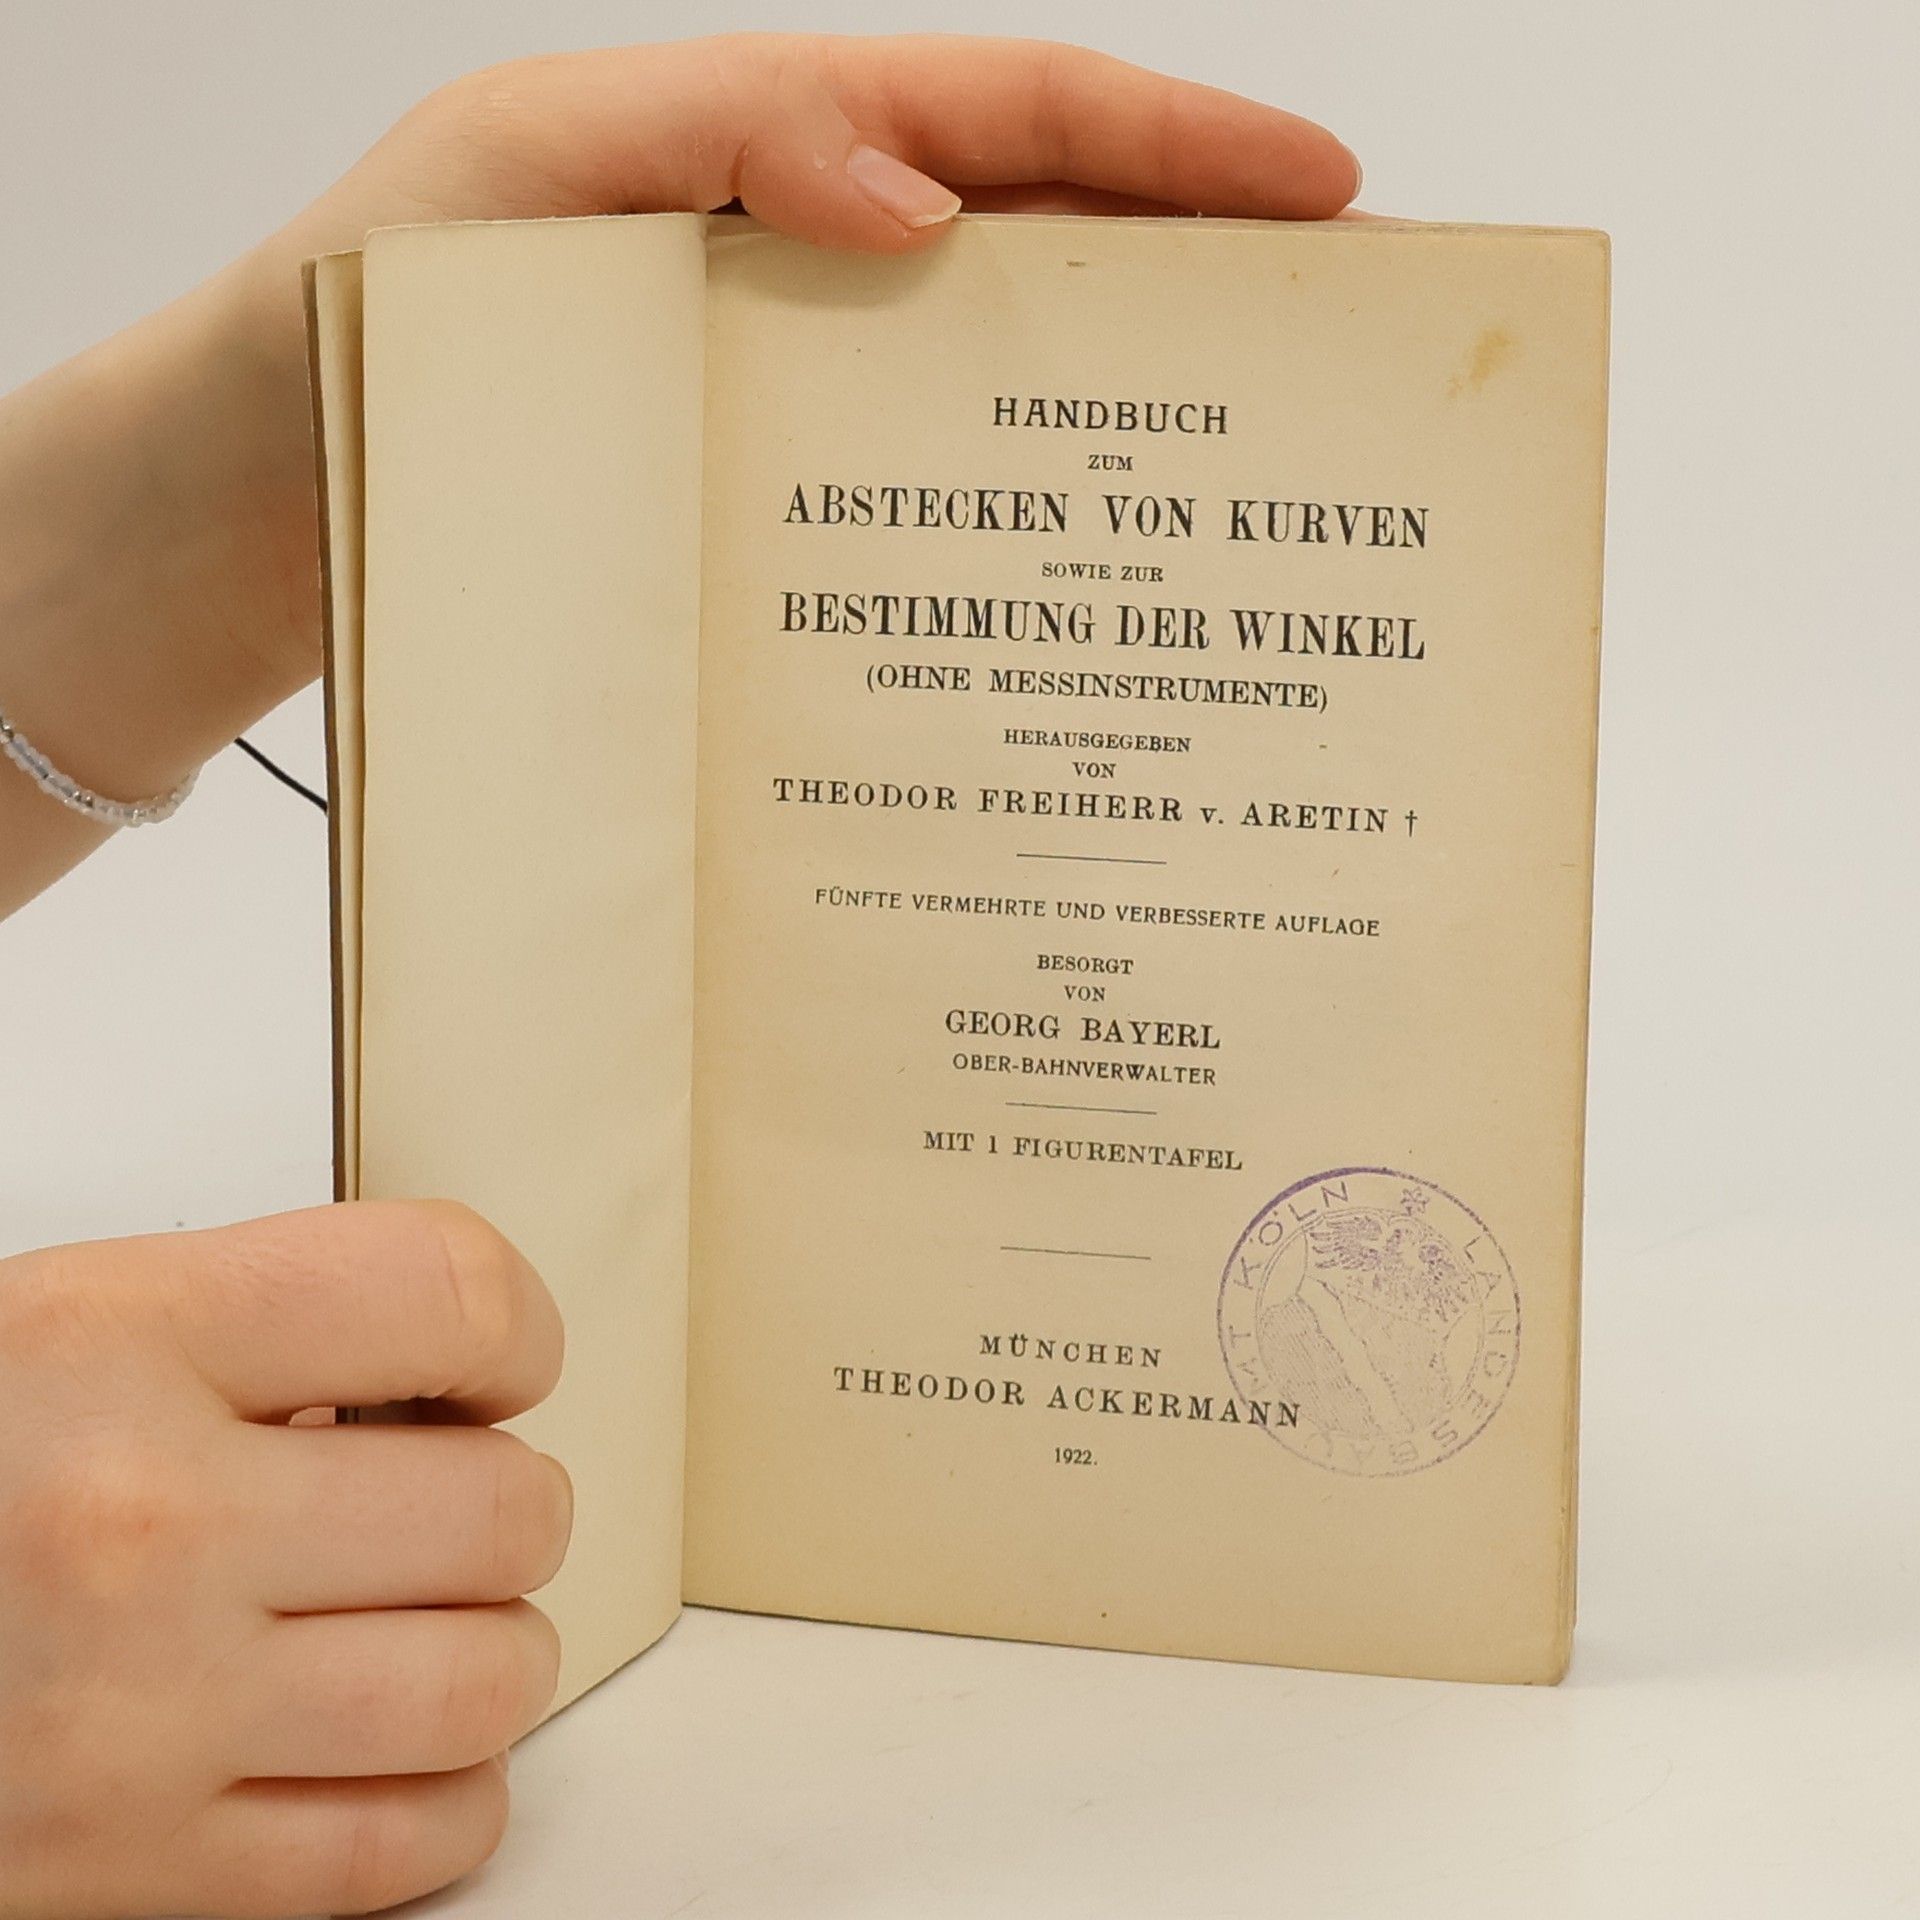 HANDBUCH
ZUM
ABSTECKEN VON KURVEN
SOWIE ZUR
BESTIMMUNG DER WINKEL
(OHNE MESSINSTRUMENTE)
HERAUSGEGEBEN
VON
THEODOR FREIHERR v. ARETIN †
FÜNFTE VERMEHRTE UND VERBESSERTE AUFLAGE
BESORGT
VON
GEORG BAYERL
OBER-BAHNVERWALTER
MIT 1 FIGURENTAFEL
MÜNCHEN
THEODOR ACKERMANN
1922.
LANDESBAUAMT KÖLN